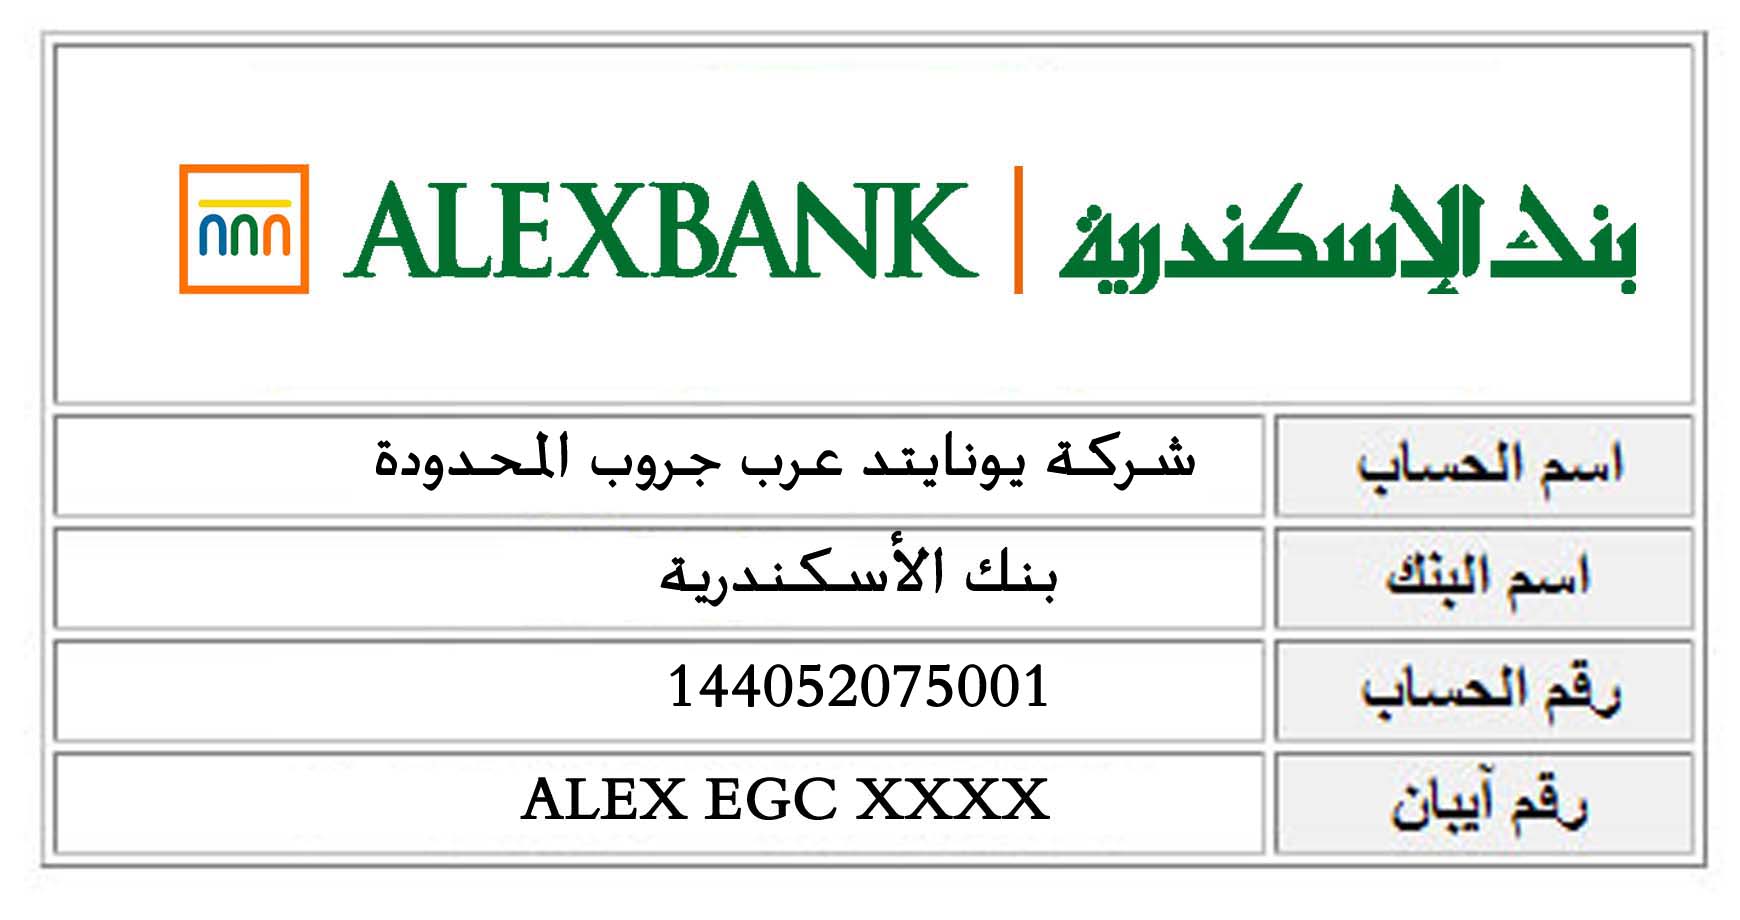 ALEXBANK | بنك الإسكندرية
اسم الحساب شركة يونايتد عرب جروب المحدودة
اسم البنك بنك الأسكندرية
رقم الحساب 144052075001
رقم آيبان ALEX EGC XXXX